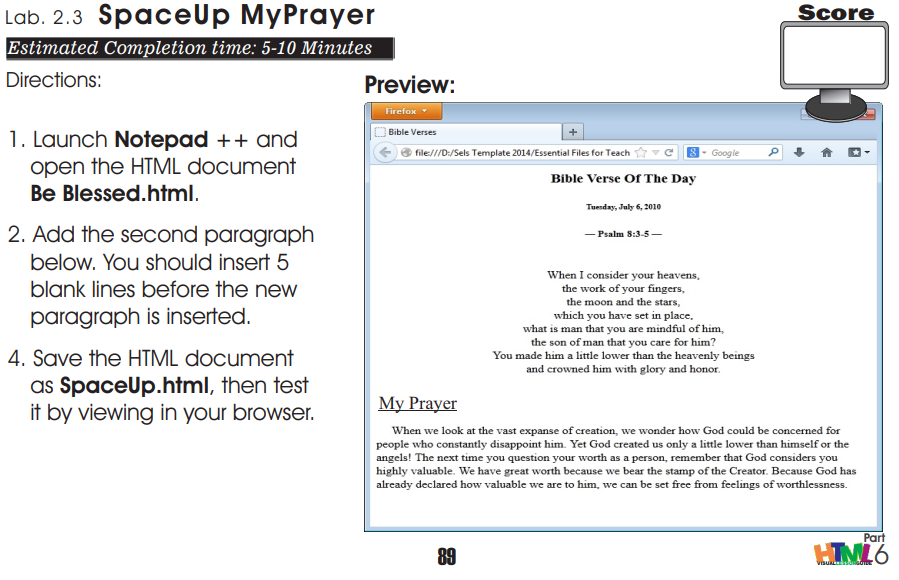 Lab. 2.3 SpaceUp MyPrayer
Score
Estimated Completion time: 5-10 Minutes
Directions:
1. Launch Notepad ++ and
open the HTML document
Be Blessed.html.
2. Add the second paragraph
below. You should insert 5
blank lines before the new
paragraph is inserted.
4. Save the HTML document
as SpaceUp.html, then test
it by viewing in your browser.
Preview:
Firefox
Bible Verses
+
file:///D:/Sels Template 2014/Essential Files for Teach
8
Google
Bible Verse Of The Day
Tuesday, July 6, 2010
— Psalm 8:3-5 —
When I consider your heavens,
the work of your fingers,
the moon and the stars,
which you have set in place,
what is man that you are mindful of him,
the son of man that you care for him?
You made him a little lower than the heavenly beings
and crowned him with glory and honor.
My Prayer
When we look at the vast expanse of creation, we wonder how God could be concerned for
people who constantly disappoint him. Yet God created us only a little lower than himself or the
angels! The next time you question your worth as a person, remember that God considers you
highly valuable. We have great worth because we bear the stamp of the Creator. Because God has
already declared how valuable we are to him, we can be set free from feelings of worthlessness.
89
Part
HTML 6
VISUAL LESSON GUIDE